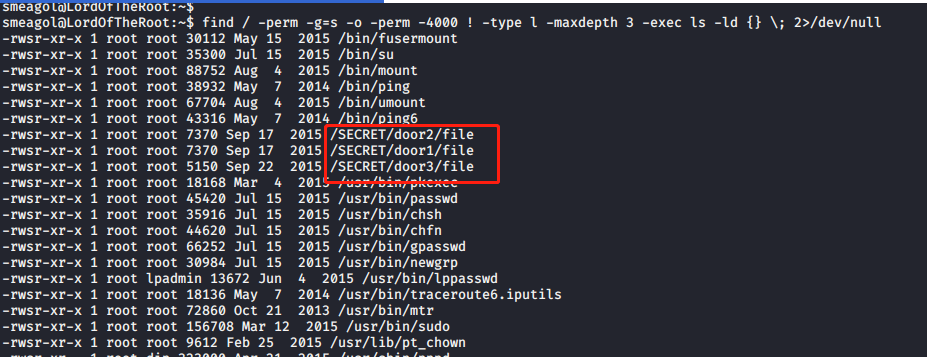 smeagol@LordOfTheRoot:~$
smeagol@LordOfTheRoot:~$ find / -perm -g=s -o -perm -4000 ! -type l -maxdepth 3 -exec ls -ld {} \; 2>/dev/null
-rwsr-xr-x 1 root root 30112 May 15  2015 /bin/fusermount
-rwsr-xr-x 1 root root 35300 Jul 15  2015 /bin/su
-rwsr-xr-x 1 root root 88752 Aug  4  2015 /bin/mount
-rwsr-xr-x 1 root root 38932 May  7  2014 /bin/ping
-rwsr-xr-x 1 root root 67704 Aug  4  2015 /bin/umount
-rwsr-xr-x 1 root root 43316 May  7  2014 /bin/ping6
-rwsr-xr-x 1 root root 7370 Sep 17  2015 /SECRET/door2/file
-rwsr-xr-x 1 root root 7370 Sep 17  2015 /SECRET/door1/file
-rwsr-xr-x 1 root root 5150 Sep 22  2015 /SECRET/door3/file
-rwsr-xr-x 1 root root 18168 Mar  4  2015 /usr/bin/pkexec
-rwsr-xr-x 1 root root 45420 Jul 15  2015 /usr/bin/passwd
-rwsr-xr-x 1 root root 35916 Jul 15  2015 /usr/bin/chsh
-rwsr-xr-x 1 root root 44620 Jul 15  2015 /usr/bin/chfn
-rwsr-xr-x 1 root root 66252 Jul 15  2015 /usr/bin/gpasswd
-rwsr-xr-x 1 root root 30984 Jul 15  2015 /usr/bin/newgrp
-rwsr-xr-x 1 root lpadmin 13672 Jun  4  2015 /usr/bin/lppasswd
-rwsr-xr-x 1 root root 18136 May  7  2014 /usr/bin/traceroute6.iputils
-rwsr-xr-x 1 root root 72860 Oct 21  2013 /usr/bin/mtr
-rwsr-xr-x 1 root root 156708 Mar 12  2015 /usr/bin/sudo
-rwsr-xr-x 1 root root 9612 Feb 25  2015 /usr/lib/pt_chown